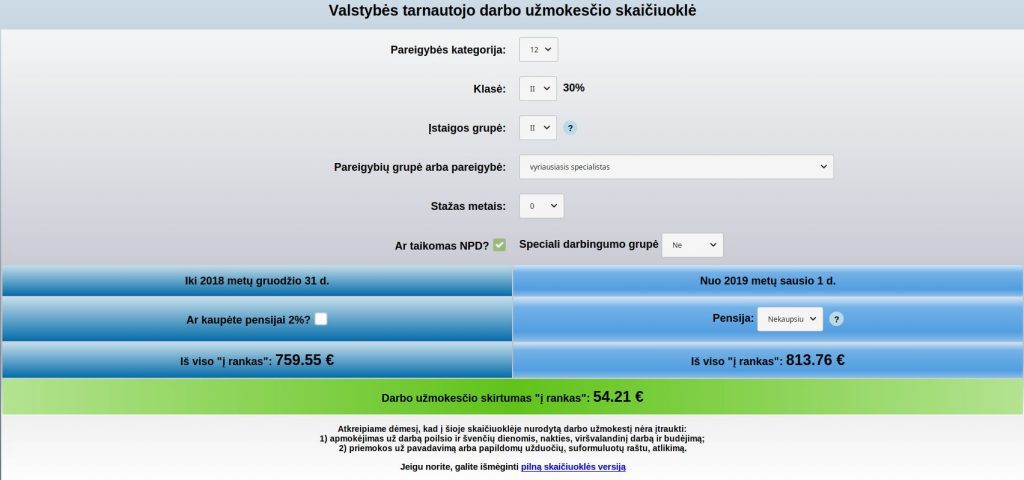 Valstybės tarnautojo darbo užmokesčio skaičiuoklė
Pareigybės kategorija: 12
Klasė: II 30%
Įstaigos grupė: II ?
Pareigybių grupė arba pareigybė: vyriausiasis specialistas
Stažas metais: 0
Ar taikomas NPD? Speciali darbingumo grupė Ne
Iki 2018 metų gruodžio 31 d.
Nuo 2019 metų sausio 1 d.
Ar kaupėte pensijai 2%?
Pensija: Nekaupsiu ?
Iš viso "į rankas": 759.55 €
Iš viso "į rankas": 813.76 €
Darbo užmokesčio skirtumas "į rankas": 54.21 €
Atkreipiame dėmesį, kad į šioje skaičiuoklėje nurodytą darbo užmokestį nėra įtraukti:
1) apmokėjimas už darbą poilsio ir švenčių dienomis, nakties, viršvalandinį darbą ir budėjimą;
2) priemokos už pavadavimą arba papildomų užduočių, suformuluotų raštu, atlikimą.
Jeigu norite, galite išmėginti pilną skaičiuoklės versiją